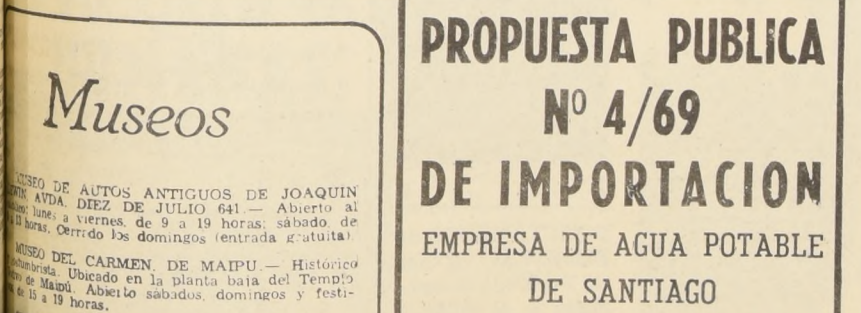 Museos
MUSEO DE AUTOS ANTIGUOS DE JOAQUIN
AVDA. DIEZ DE JULIO 641.— Abierto al
lunes a viernes, de 9 a 19 horas; sábado, de
horas. Cerrdo los domingos (entrada gratuita).
MUSEO DEL CARMEN, DE MAIPU.— Histórico
Ubicado en la planta baja del Templo
de Maipú. Abierto sábados, domingos y festi-
de 15 a 19 horas.
PROPUESTA PUBLICA
Nº 4/69
DE IMPORTACION
EMPRESA DE AGUA POTABLE
DE SANTIAGO